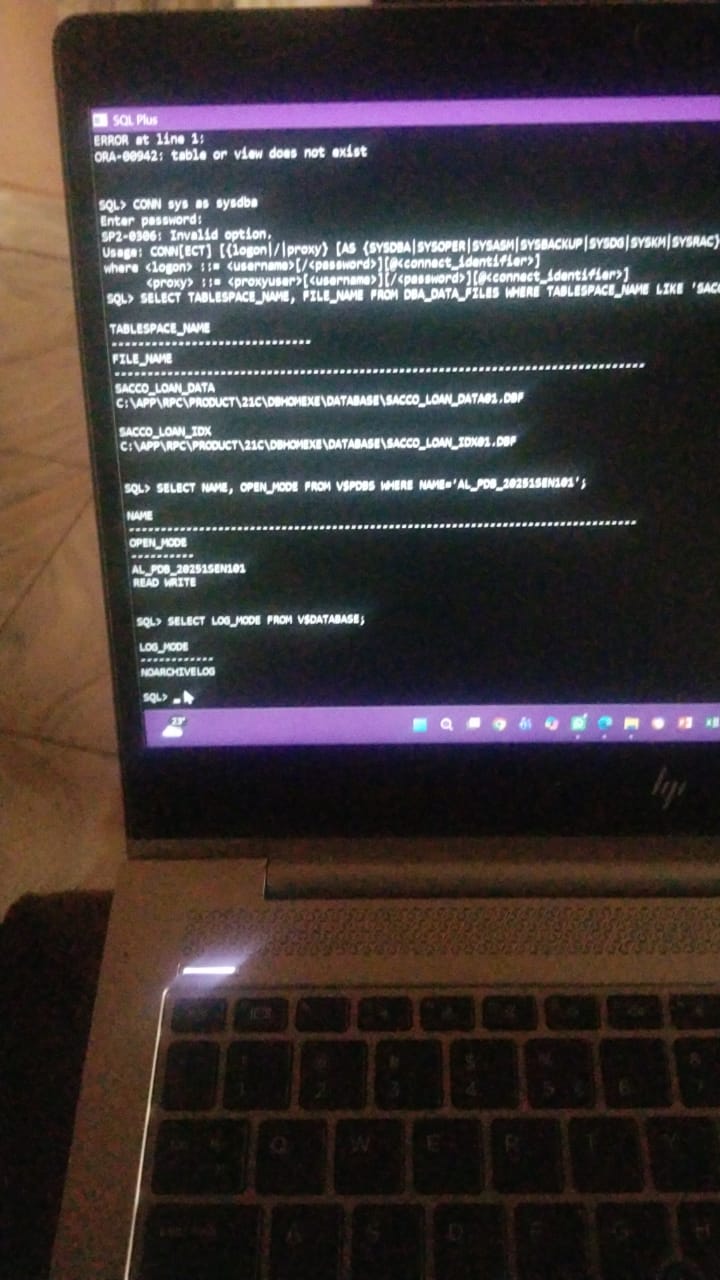 SQL Plus
ERROR at line 1:
ORA-00942: table or view does not exist
SQL> CONN sys as sysdba
Enter password:
SP2-0306: Invalid option.
Usage: CONN[ECT] [{logon|/|proxy} [AS {SYSDBA|SYSOPER|SYSASM|SYSBACKUP|SYSDG|SYSKM|SYSRAC}
where <logon> ::= <username>[/<password>][@<connect_identifier>]
<proxy> ::= <proxyuser>[<username>][/<password>][@<connect_identifier>]
SQL> SELECT TABLESPACE_NAME, FILE_NAME FROM DBA_DATA_FILES WHERE TABLESPACE_NAME LIKE 'SACC
TABLESPACE_NAME
------------------------------
FILE_NAME
--------------------------------------------------------------------------------
SACCO_LOAN_DATA
C:\APP\RPC\PRODUCT\21C\DBHOMEXE\DATABASE\SACCO_LOAN_DATA01.DBF
SACCO_LOAN_IDX
C:\APP\RPC\PRODUCT\21C\DBHOMEXE\DATABASE\SACCO_LOAN_IDX01.DBF
SQL> SELECT NAME, OPEN_MODE FROM V$PDBS WHERE NAME='AL_PDB_20251SEN101';
NAME
--------------------------------------------------------------------------------
OPEN_MODE
----------
AL_PDB_20251SEN101
READ WRITE
SQL> SELECT LOG_MODE FROM V$DATABASE;
LOG_MODE
------------
NOARCHIVELOG
SQL> _
23°
hp
Q W E R T Y